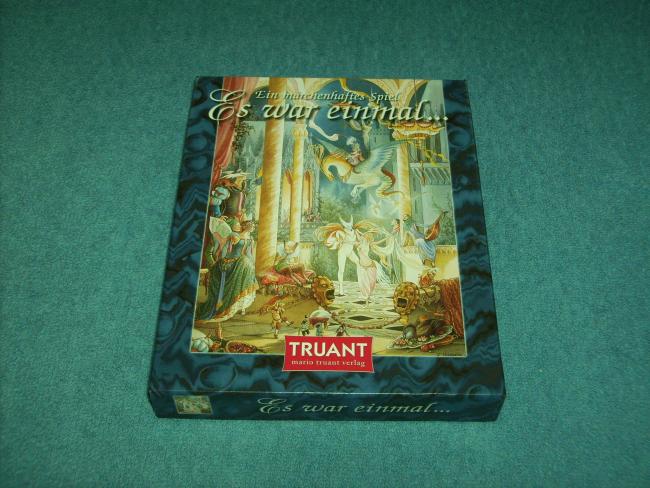 Ein märchenhaftes Spiel
Es war einmal...
TRUANT
mario truant verlag
Es war einmal...